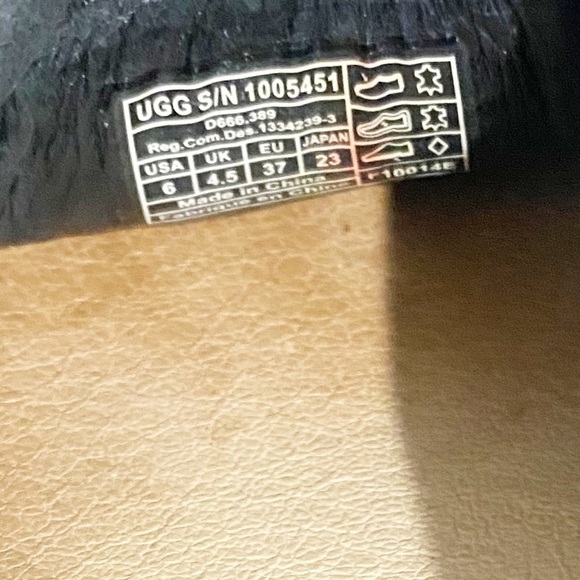 UGG S/N 1005451
D666.389
Reg.Com.Des.1334239-3
USA UK EU JAPAN
6 4.5 37 23
Made in China
Fabriqué en Chine
F10014E